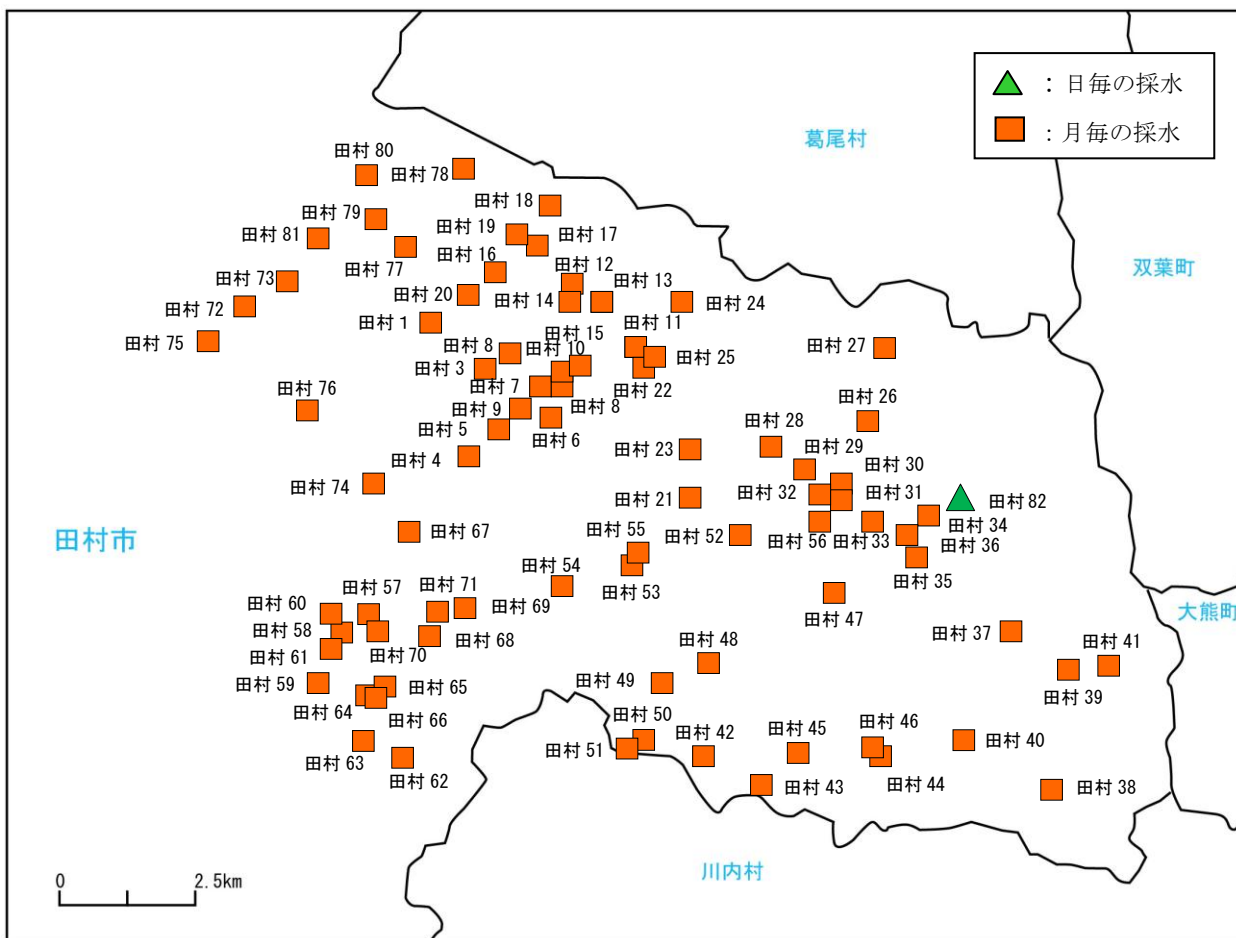 ：日毎の採水
：月毎の採水
葛尾村
双葉町
大熊町
川内村
田村市
田村 80
田村 78
田村 18
田村 79
田村 19
田村 17
田村 81
田村 77
田村 16
田村 12
田村 73
田村 13
田村 72
田村 20
田村 14
田村 24
田村 1
田村 11
田村 15
田村 75
田村 8
田村 10
田村 25
田村 27
田村 3
田村 7
田村 22
田村 76
田村 9
田村 8
田村 26
田村 5
田村 6
田村 28
田村 4
田村 23
田村 29
田村 74
田村 30
田村 32
田村 21
田村 31
田村 82
田村 67
田村 55
田村 52
田村 56
田村 33
田村 34
田村 36
田村 54
田村 53
田村 35
田村 57
田村 71
田村 60
田村 69
田村 47
田村 58
田村 68
田村 37
田村 61
田村 70
田村 48
田村 41
田村 59
田村 65
田村 49
田村 39
田村 64
田村 66
田村 50
田村 42
田村 45
田村 46
田村 40
田村 63
田村 51
田村 62
田村 43
田村 44
田村 38
0
2.5km